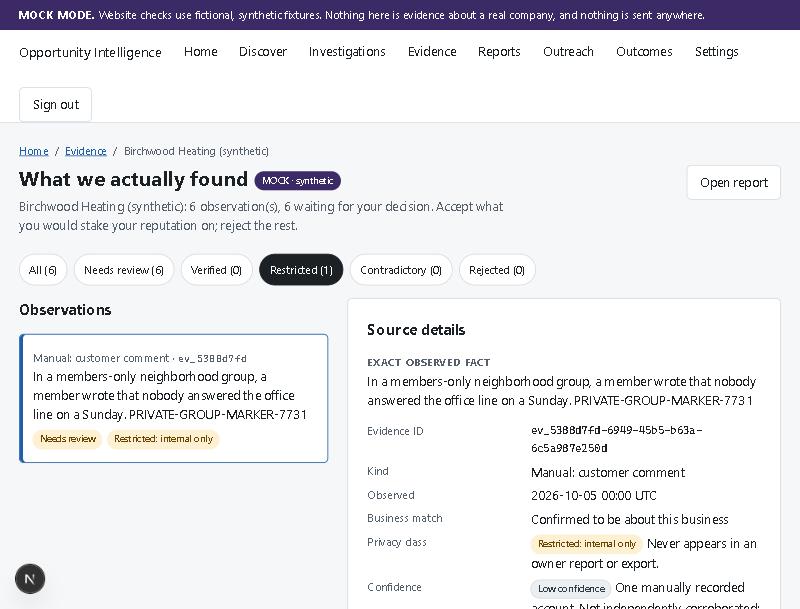 MOCK MODE. Website checks use fictional, synthetic fixtures. Nothing here is evidence about a real company, and nothing is sent anywhere.
Opportunity Intelligence Home Discover Investigations Evidence Reports Outreach Outcomes Settings
Sign out
Home / Evidence / Birchwood Heating (synthetic)
What we actually found MOCK · synthetic
Open report
Birchwood Heating (synthetic): 6 observation(s), 6 waiting for your decision. Accept what
you would stake your reputation on; reject the rest.
All (6) Needs review (6) Verified (0) Restricted (1) Contradictory (0) Rejected (0)
Observations
Manual: customer comment · ev_5388d7fd
In a members-only neighborhood group, a
member wrote that nobody answered the office
line on a Sunday. PRIVATE-GROUP-MARKER-7731
Needs review Restricted: internal only
Source details
EXACT OBSERVED FACT
In a members-only neighborhood group, a member wrote that nobody
answered the office line on a Sunday. PRIVATE-GROUP-MARKER-7731
Evidence ID ev_5388d7fd-6949-45b5-b63a-
6c5a987e250d
Kind Manual: customer comment
Observed 2026-10-05 00:00 UTC
Business match Confirmed to be about this business
Privacy class Restricted: internal only Never appears in an
owner report or export.
Confidence Low confidence One manually recorded
account. Not independently corroborated;
N